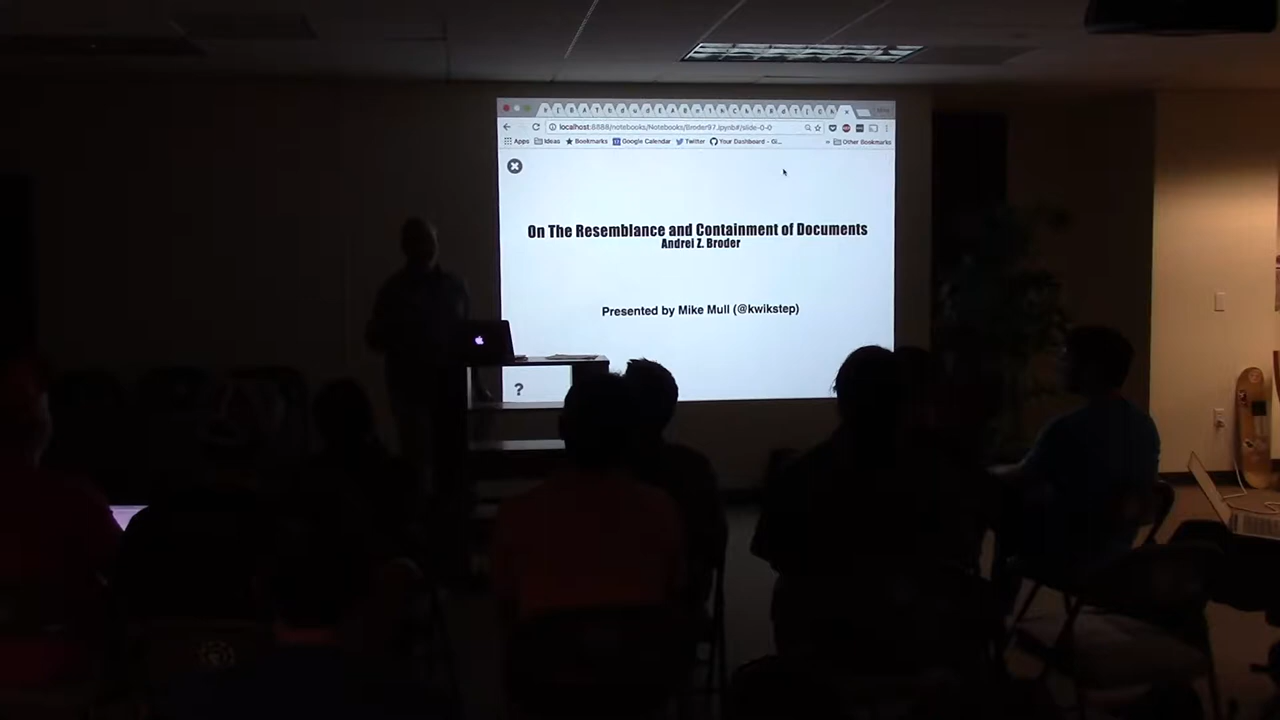 localhost:8888/notebooks/Notebooks/Broder97.ipynb#/slide-0-0
Apps Ideas Bookmarks Google Calendar Twitter Your Dashboard - Gi... » Other Bookmarks
On The Resemblance and Containment of Documents
Andrei Z. Broder
Presented by Mike Mull (@kwikstep)
?